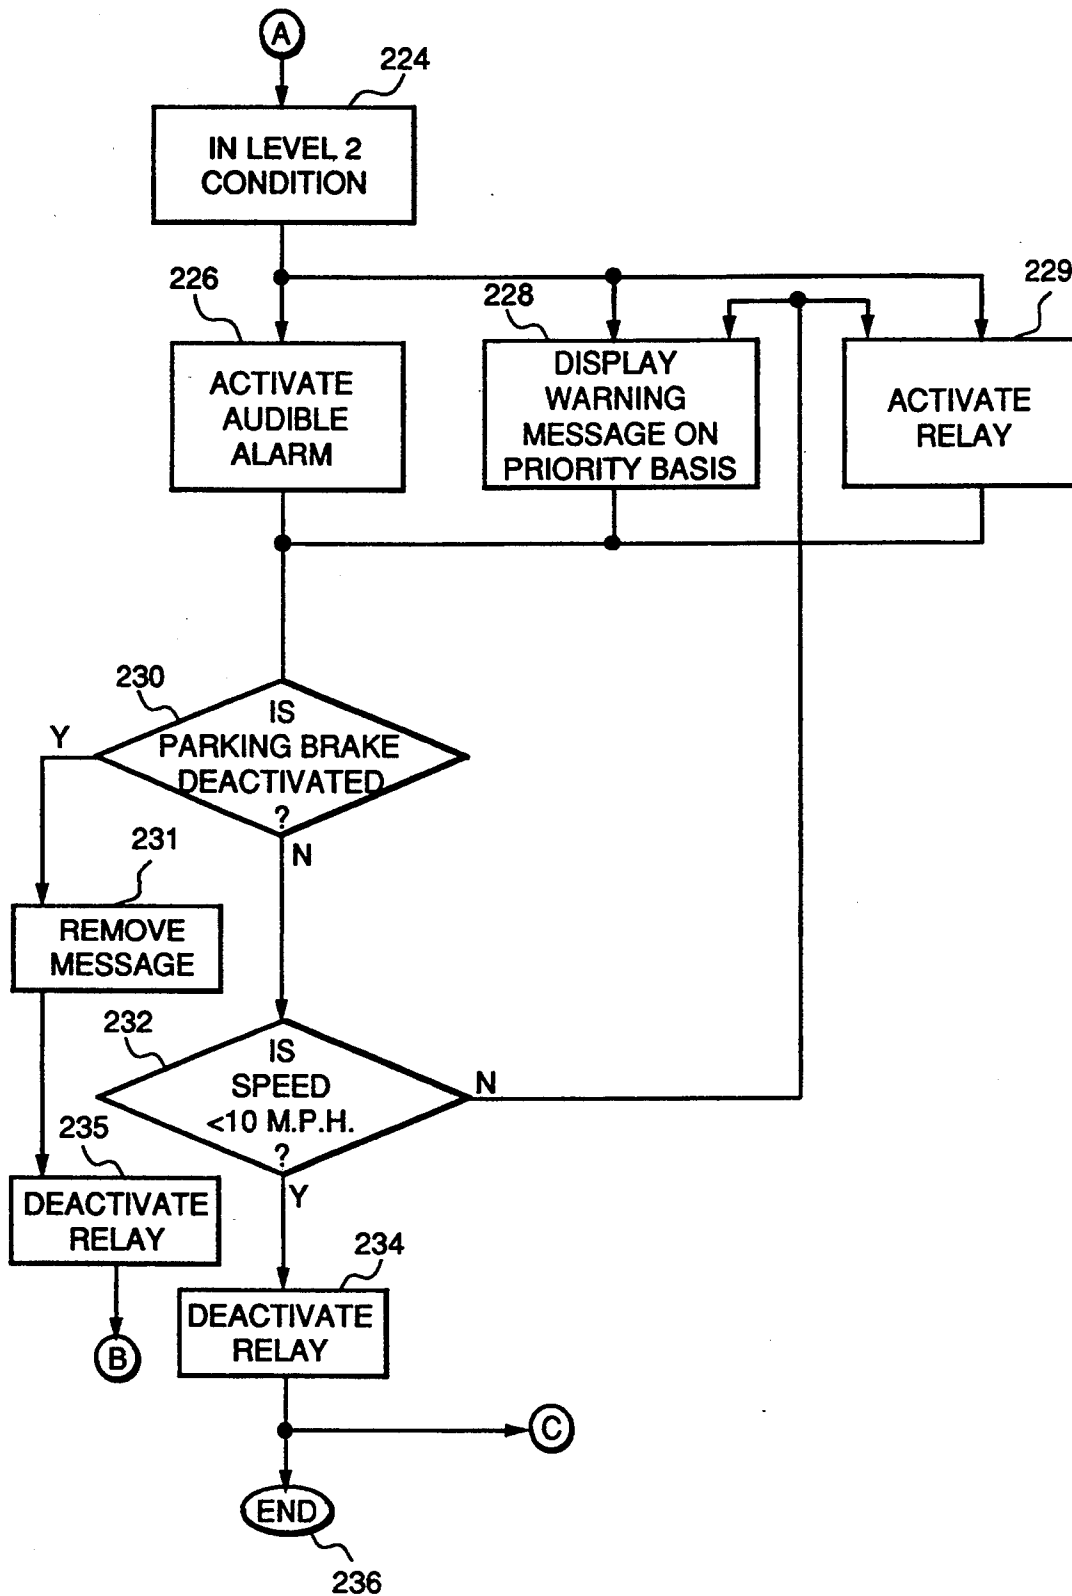 A
224
IN LEVEL 2
CONDITION
226
228
229
ACTIVATE
AUDIBLE
ALARM
DISPLAY
WARNING
MESSAGE ON
PRIORITY BASIS
ACTIVATE
RELAY
230
Y
IS
PARKING BRAKE
DEACTIVATED
?
N
231
REMOVE
MESSAGE
232
IS
SPEED
<10 M.P.H.
?
N
Y
235
DEACTIVATE
RELAY
234
DEACTIVATE
RELAY
B
C
END
236